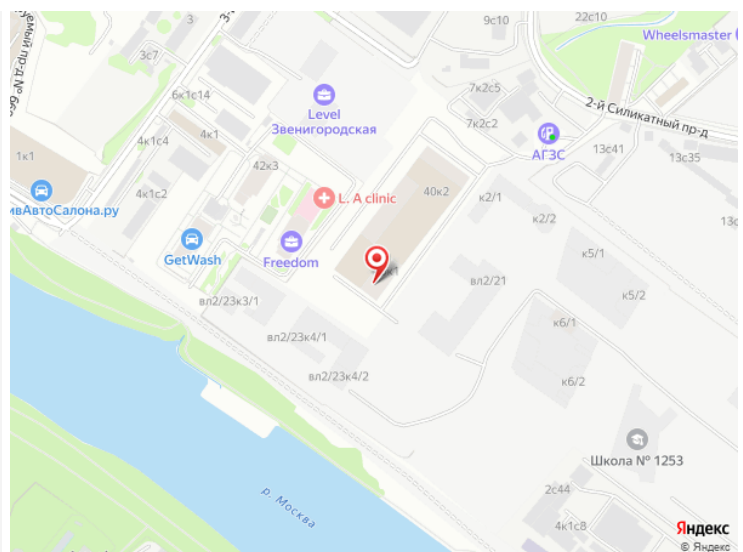 9с10
22с10
Wheelsmaster
3с7
7к2с5
2-й Силикатный пр-д
6к1с14
Level
Звенигородская
7к2с2
АГЗС
4к1с4
4к1
13с41
13с35
1к1
42к3
4к1с2
L. A clinic
40к2
к2/1
ивАвтоСалона.ру
к2/2
GetWash
Freedom
к5/1
вл2/21
к5/2
вл2/23к3/1
к6/1
вл2/23к4/1
вл2/23к4/2
к6/2
Школа № 1253
р. Москва
2с44
4к1с8
Яндекс
© Яндекс